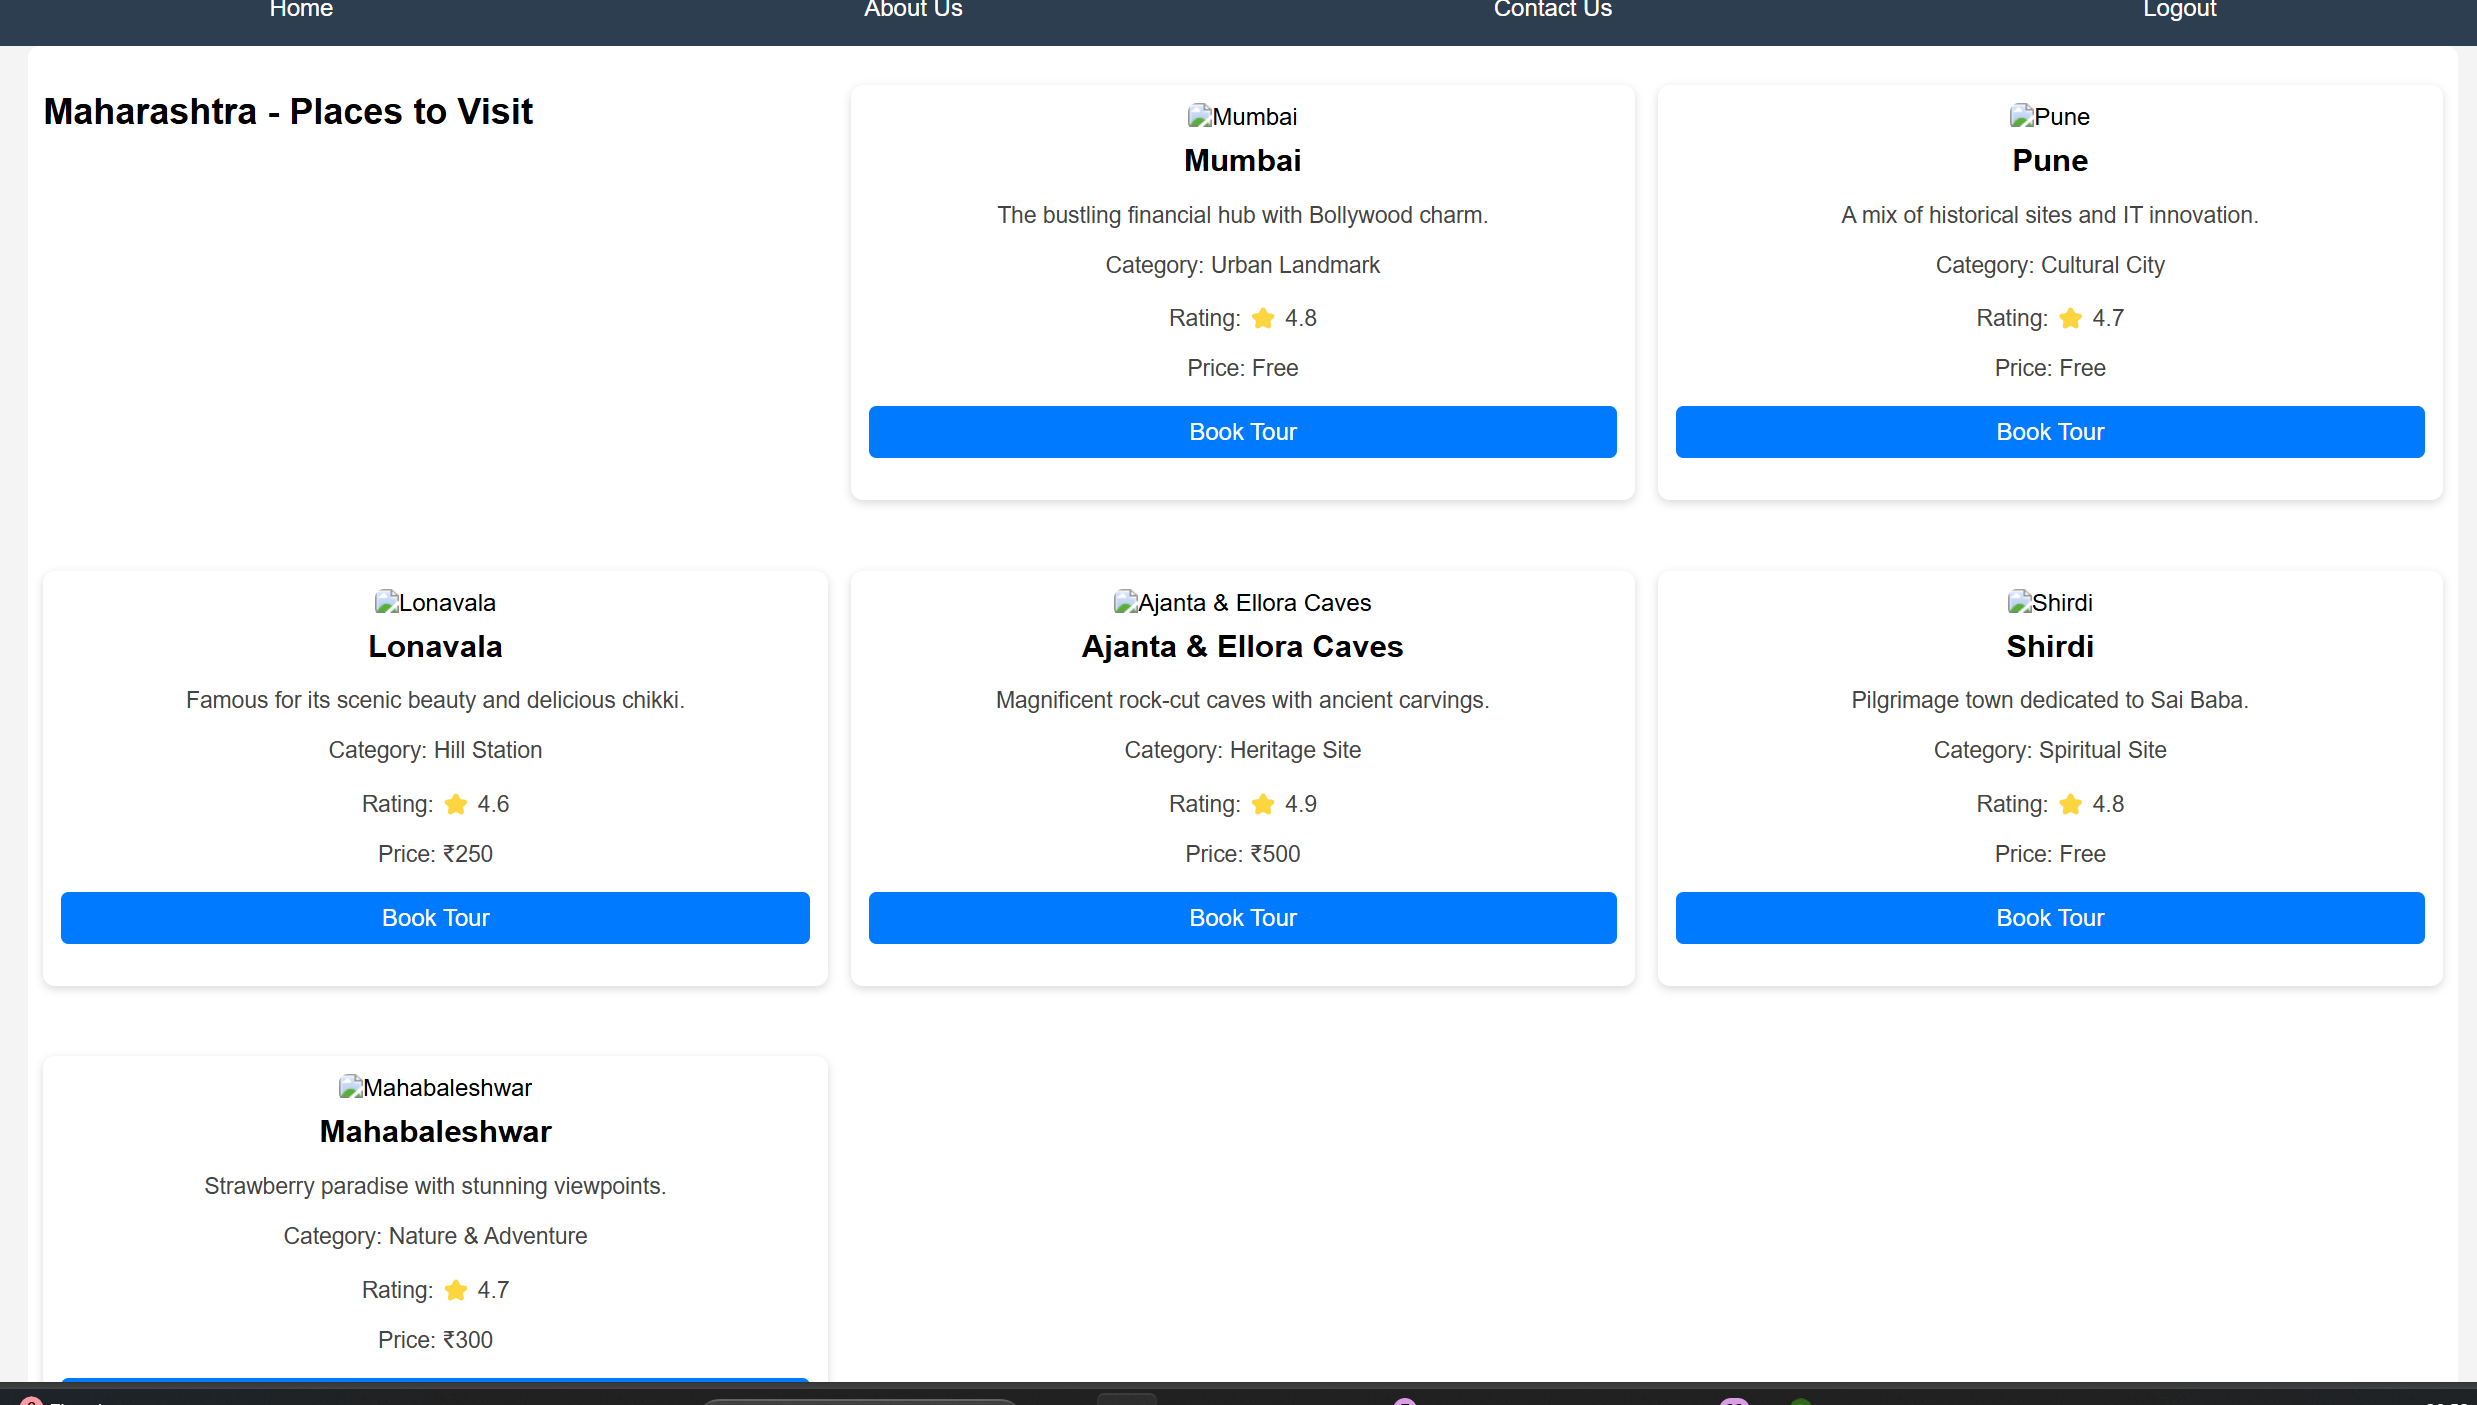 Home About Us Contact Us Logout
Maharashtra - Places to Visit
Mumbai
Mumbai
The bustling financial hub with Bollywood charm.
Category: Urban Landmark
Rating: ⭐ 4.8
Price: Free
Book Tour
Pune
Pune
A mix of historical sites and IT innovation.
Category: Cultural City
Rating: ⭐ 4.7
Price: Free
Book Tour
Lonavala
Lonavala
Famous for its scenic beauty and delicious chikki.
Category: Hill Station
Rating: ⭐ 4.6
Price: ₹250
Book Tour
Ajanta & Ellora Caves
Ajanta & Ellora Caves
Magnificent rock-cut caves with ancient carvings.
Category: Heritage Site
Rating: ⭐ 4.9
Price: ₹500
Book Tour
Shirdi
Shirdi
Pilgrimage town dedicated to Sai Baba.
Category: Spiritual Site
Rating: ⭐ 4.8
Price: Free
Book Tour
Mahabaleshwar
Mahabaleshwar
Strawberry paradise with stunning viewpoints.
Category: Nature & Adventure
Rating: ⭐ 4.7
Price: ₹300